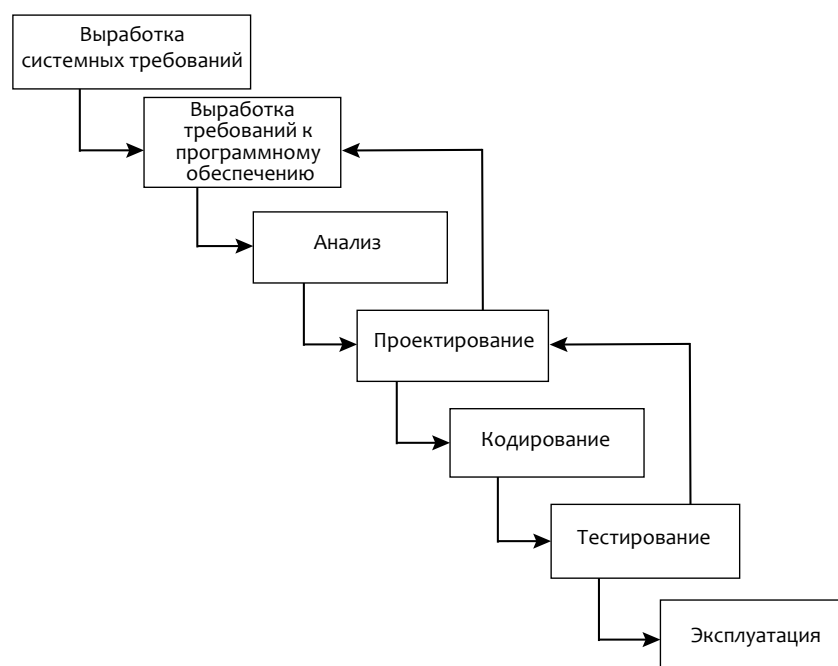 Выработка
системных требований
Выработка
требований к
программному
обеспечению
Анализ
Проектирование
Кодирование
Тестирование
Эксплуатация